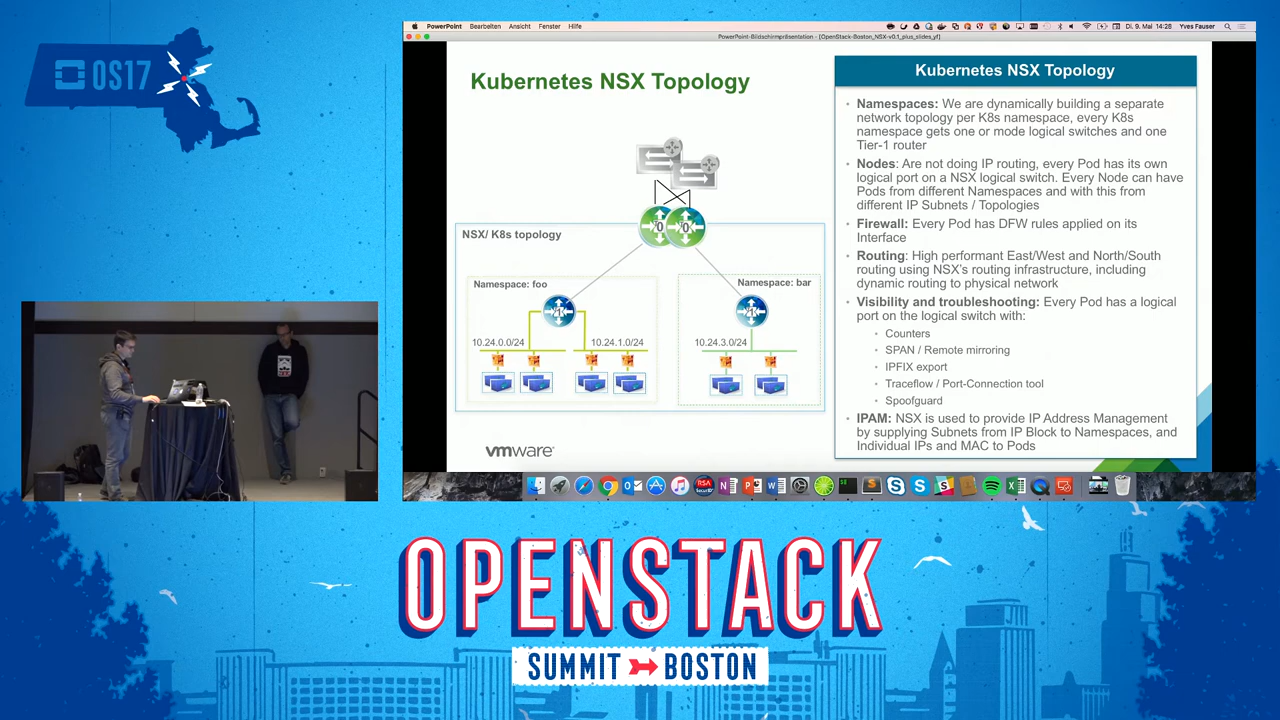 OS17
PowerPoint Bearbeiten Ansicht Fenster Hilfe
Di. 9. Mai 14:28 Yves Fauser
PowerPoint-Bildschirmpräsentation - [OpenStack-Boston_NSX-v0.1_plus_slides_yf]
Kubernetes NSX Topology
NSX/ K8s topology
Namespace: foo
Namespace: bar
10.24.0.0/24
10.24.1.0/24
10.24.3.0/24
vmware
Kubernetes NSX Topology
• Namespaces: We are dynamically building a separate
network topology per K8s namespace, every K8s
namespace gets one or mode logical switches and one
Tier-1 router
• Nodes: Are not doing IP routing, every Pod has its own
logical port on a NSX logical switch. Every Node can have
Pods from different Namespaces and with this from
different IP Subnets / Topologies
• Firewall: Every Pod has DFW rules applied on its
Interface
• Routing: High performant East/West and North/South
routing using NSX's routing infrastructure, including
dynamic routing to physical network
• Visibility and troubleshooting: Every Pod has a logical
port on the logical switch with:
• Counters
• SPAN / Remote mirroring
• IPFIX export
• Traceflow / Port-Connection tool
• Spoofguard
• IPAM: NSX is used to provide IP Address Management
by supplying Subnets from IP Block to Namespaces, and
Individual IPs and MAC to Pods
OPENSTACK
SUMMIT BOSTON